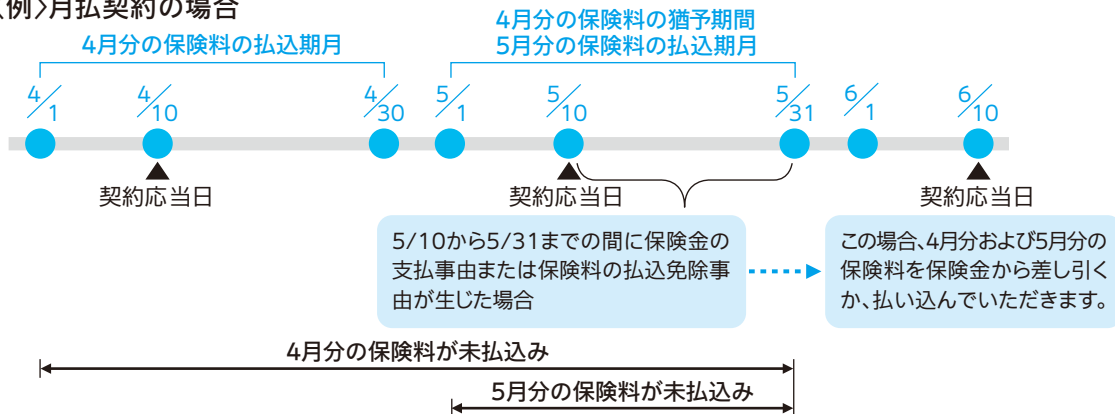 〈例〉月払契約の場合
4月分の保険料の猶予期間
4月分の保険料の払込期月
5月分の保険料の払込期月
4/1
4/10
4/30
5/1
5/10
5/31
6/1
6/10
契約応当日
契約応当日
契約応当日
5/10から5/31までの間に保険金の
支払事由または保険料の払込免除事
由が生じた場合
この場合、4月分および5月分の
保険料を保険金から差し引く
か、払い込んでいただきます。
4月分の保険料が未払込み
5月分の保険料が未払込み